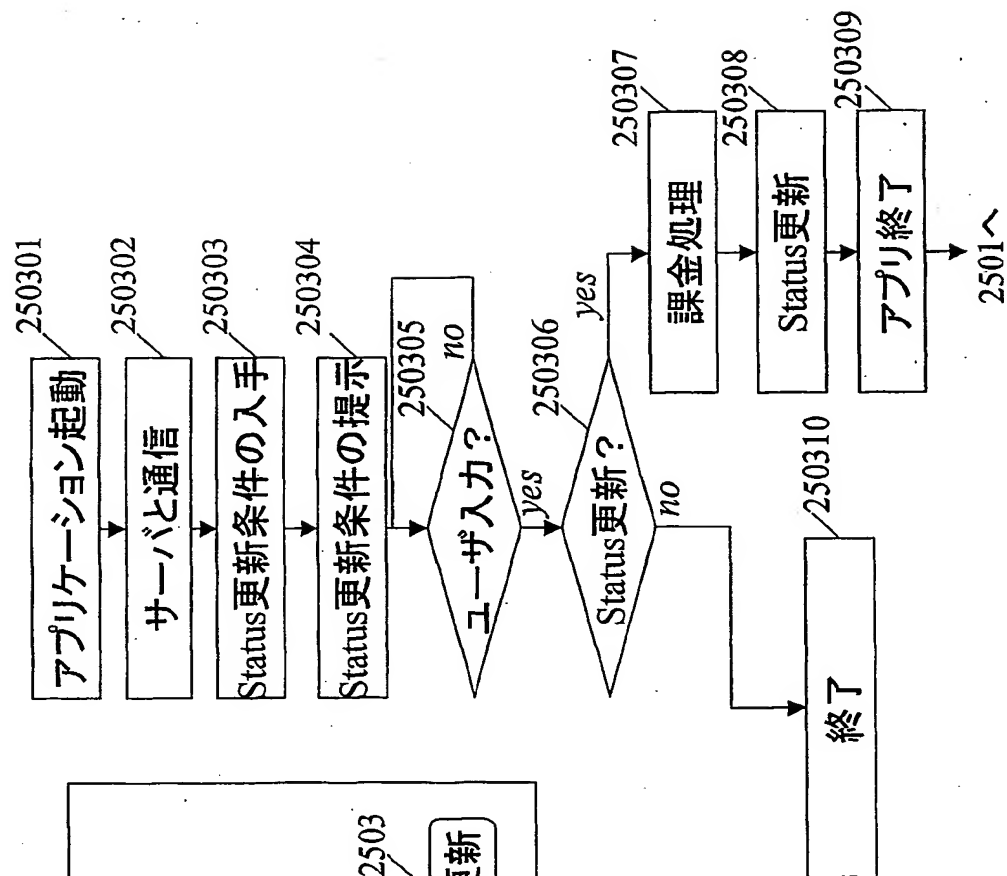 250301
アプリケーション起動
250302
サーバと通信
250303
Status更新条件の入手
250304
Status更新条件の提示
250305
ユーザ入力?
no
yes
250306
Status更新?
yes
no
250307
課金処理
250308
Status更新
250309
アプリ終了
2501へ
250310
終了
2503
更新